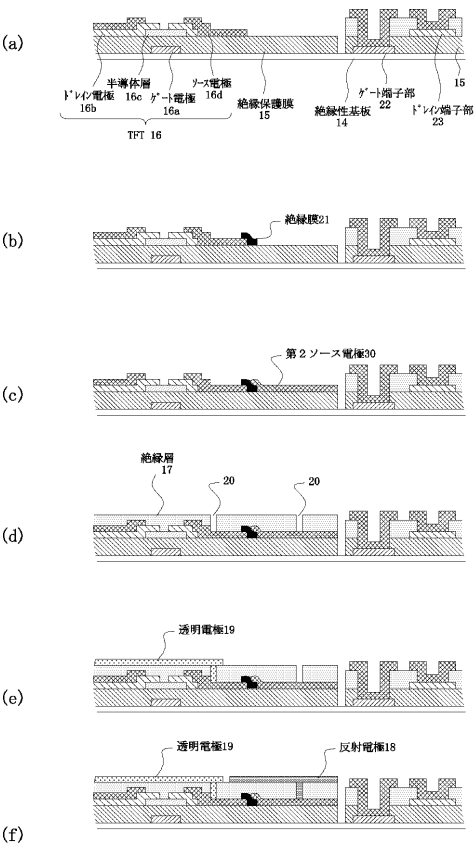 (a)
ﾄﾞﾚｲﾝ電極
16b
半導体層
16c
ｹﾞｰﾄ電極
16a
ｿｰｽ電極
16d
TFT 16
絶縁保護膜
15
絶縁性基板
14
ｹﾞｰﾄ端子部
22
ﾄﾞﾚｲﾝ端子部
23
15
(b)
絶縁膜21
(c)
第2ソース電極30
(d)
絶縁層
17
20
20
(e)
透明電極19
(f)
透明電極19
反射電極18